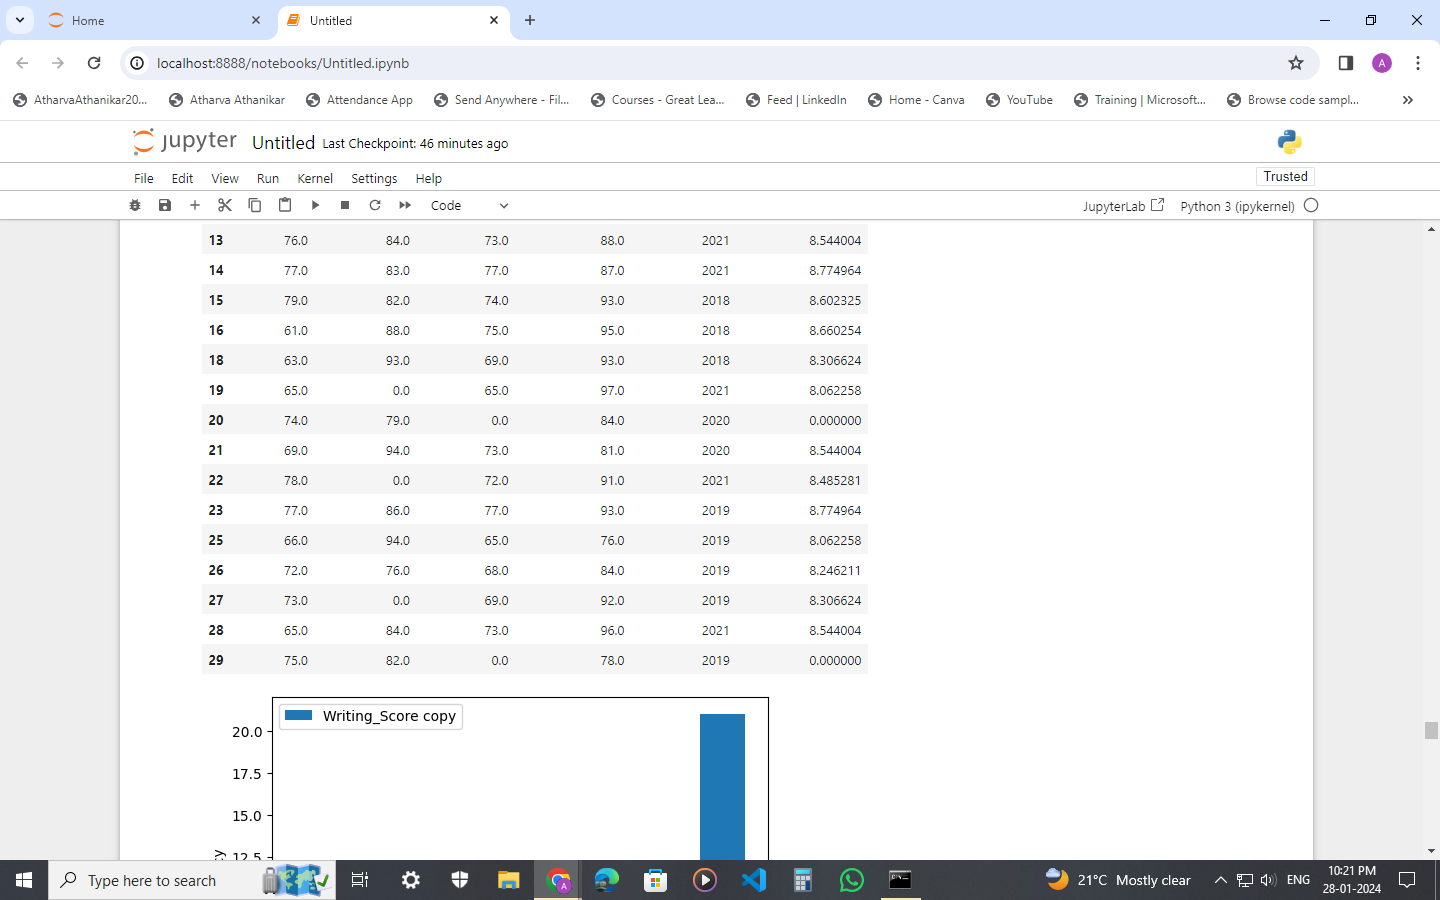 Home
Untitled
localhost:8888/notebooks/Untitled.ipynb
A
AtharvaAthanikar20...
Atharva Athanikar
Attendance App
Send Anywhere - Fil...
Courses - Great Lea...
Feed | LinkedIn
Home - Canva
YouTube
Training | Microsoft...
Browse code sampl...
jupyter Untitled Last Checkpoint: 46 minutes ago
File Edit View Run Kernel Settings Help
Trusted
Code
JupyterLab
Python 3 (ipykernel)
13 76.0 84.0 73.0 88.0 2021 8.544004
14 77.0 83.0 77.0 87.0 2021 8.774964
15 79.0 82.0 74.0 93.0 2018 8.602325
16 61.0 88.0 75.0 95.0 2018 8.660254
18 63.0 93.0 69.0 93.0 2018 8.306624
19 65.0 0.0 65.0 97.0 2021 8.062258
20 74.0 79.0 0.0 84.0 2020 0.000000
21 69.0 94.0 73.0 81.0 2020 8.544004
22 78.0 0.0 72.0 91.0 2021 8.485281
23 77.0 86.0 77.0 93.0 2019 8.774964
25 66.0 94.0 65.0 76.0 2019 8.062258
26 72.0 76.0 68.0 84.0 2019 8.246211
27 73.0 0.0 69.0 92.0 2019 8.306624
28 65.0 84.0 73.0 96.0 2021 8.544004
29 75.0 82.0 0.0 78.0 2019 0.000000
Writing_Score copy
20.0
17.5
15.0
12.5
Type here to search
A
21°C Mostly clear
ENG
10:21 PM
28-01-2024